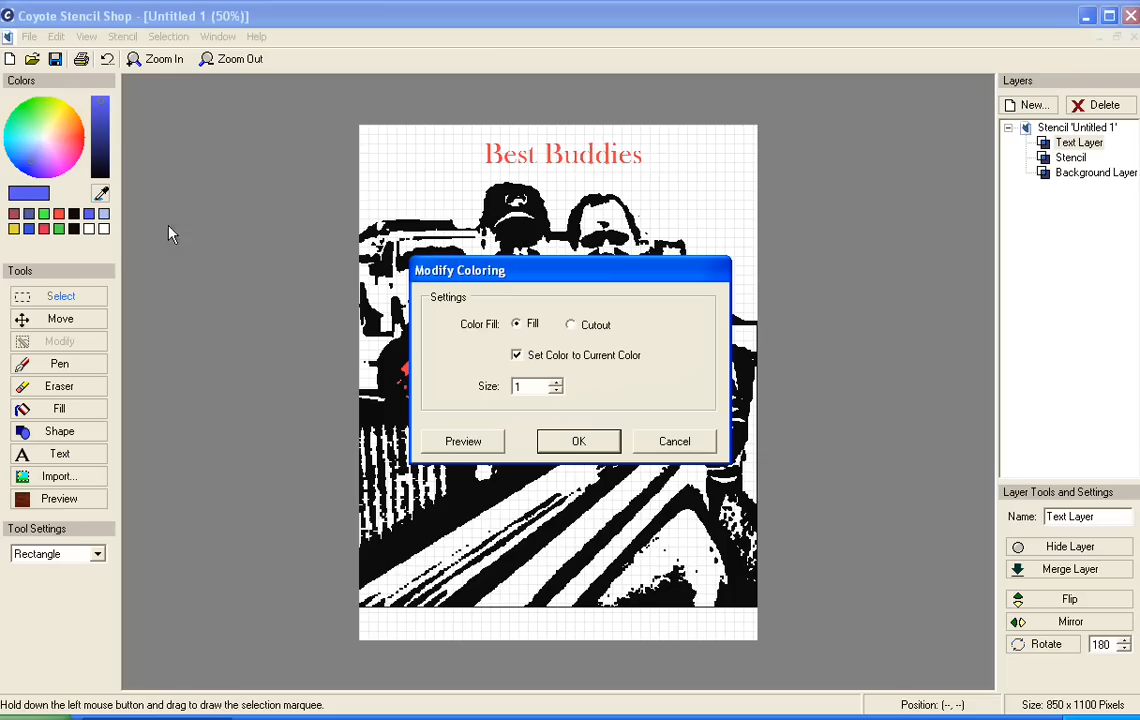 Coyote Stencil Shop - [Untitled 1 (50%)]
File Edit View Stencil Selection Window Help
Zoom In Zoom Out
Colors
Tools
Select
Move
Modify
Pen
Eraser
Fill
Shape
A Text
Import...
Preview
Tool Settings
Rectangle
Best Buddies
Modify Coloring
Settings
Color Fill: Fill Cutout
Set Color to Current Color
Size: 1
Preview OK Cancel
Layers
New... Delete
Stencil 'Untitled 1'
Text Layer
Stencil
Background Layer
Layer Tools and Settings
Name: Text Layer
Hide Layer
Merge Layer
Flip
Mirror
Rotate 180
Hold down the left mouse button and drag to draw the selection marquee.
Position: (--, --)
Size: 850 x 1100 Pixels